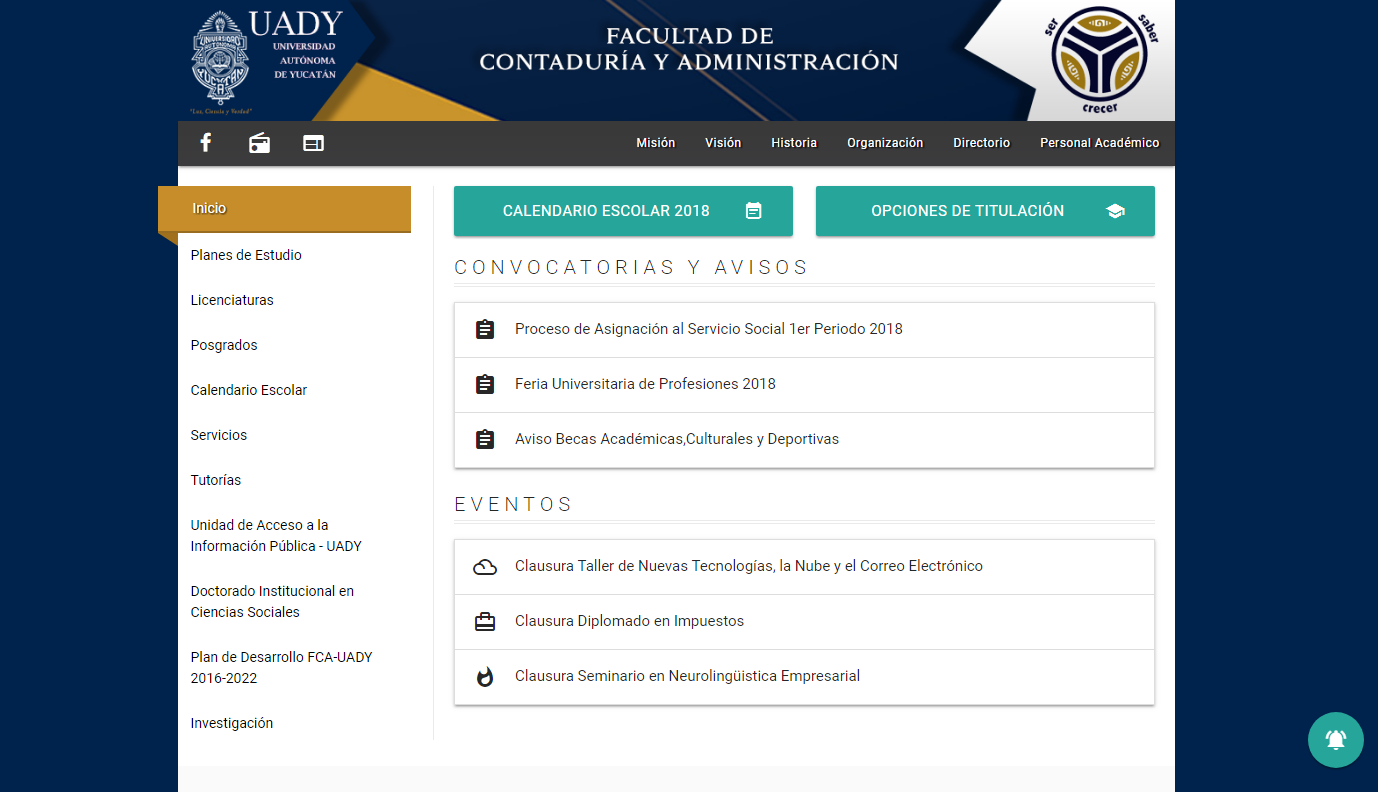 UADY
UNIVERSIDAD
AUTÓNOMA
DE YUCATÁN
"Luz, Ciencia y Verdad"
FACULTAD DE
CONTADURÍA Y ADMINISTRACIÓN
ser
saber
crecer
Misión
Visión
Historia
Organización
Directorio
Personal Académico
Inicio
Planes de Estudio
Licenciaturas
Posgrados
Calendario Escolar
Servicios
Tutorías
Unidad de Acceso a la
Información Pública - UADY
Doctorado Institucional en
Ciencias Sociales
Plan de Desarrollo FCA-UADY
2016-2022
Investigación
CALENDARIO ESCOLAR 2018
OPCIONES DE TITULACIÓN
CONVOCATORIAS Y AVISOS
Proceso de Asignación al Servicio Social 1er Periodo 2018
Feria Universitaria de Profesiones 2018
Aviso Becas Académicas,Culturales y Deportivas
EVENTOS
Clausura Taller de Nuevas Tecnologías, la Nube y el Correo Electrónico
Clausura Diplomado en Impuestos
Clausura Seminario en Neurolingüistica Empresarial